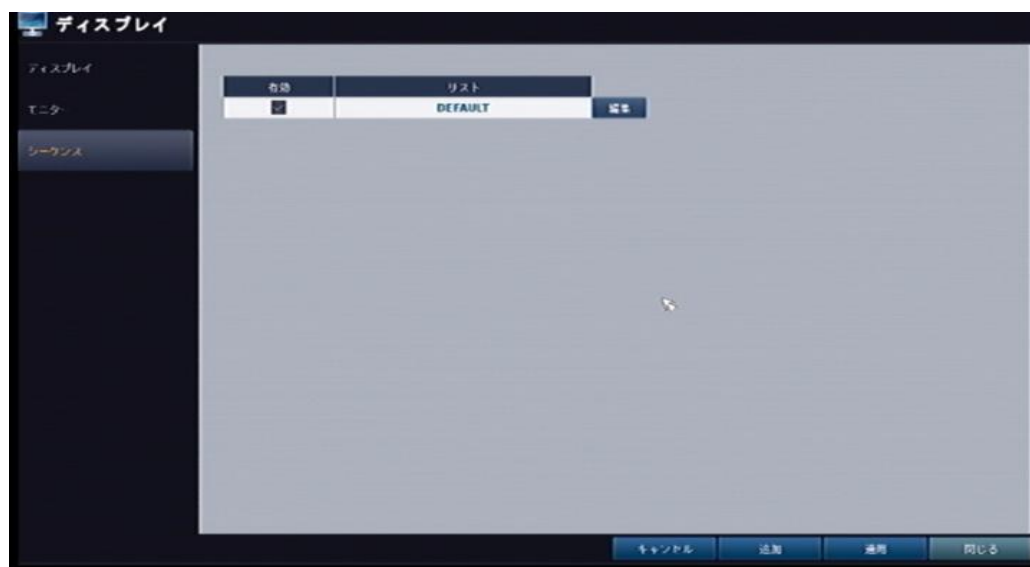 ディスプレイ
ディスプレイ
モニター
シークンス
有効 リスト
DEFAULT 編集
キャンセル 追加 適用 閉じる